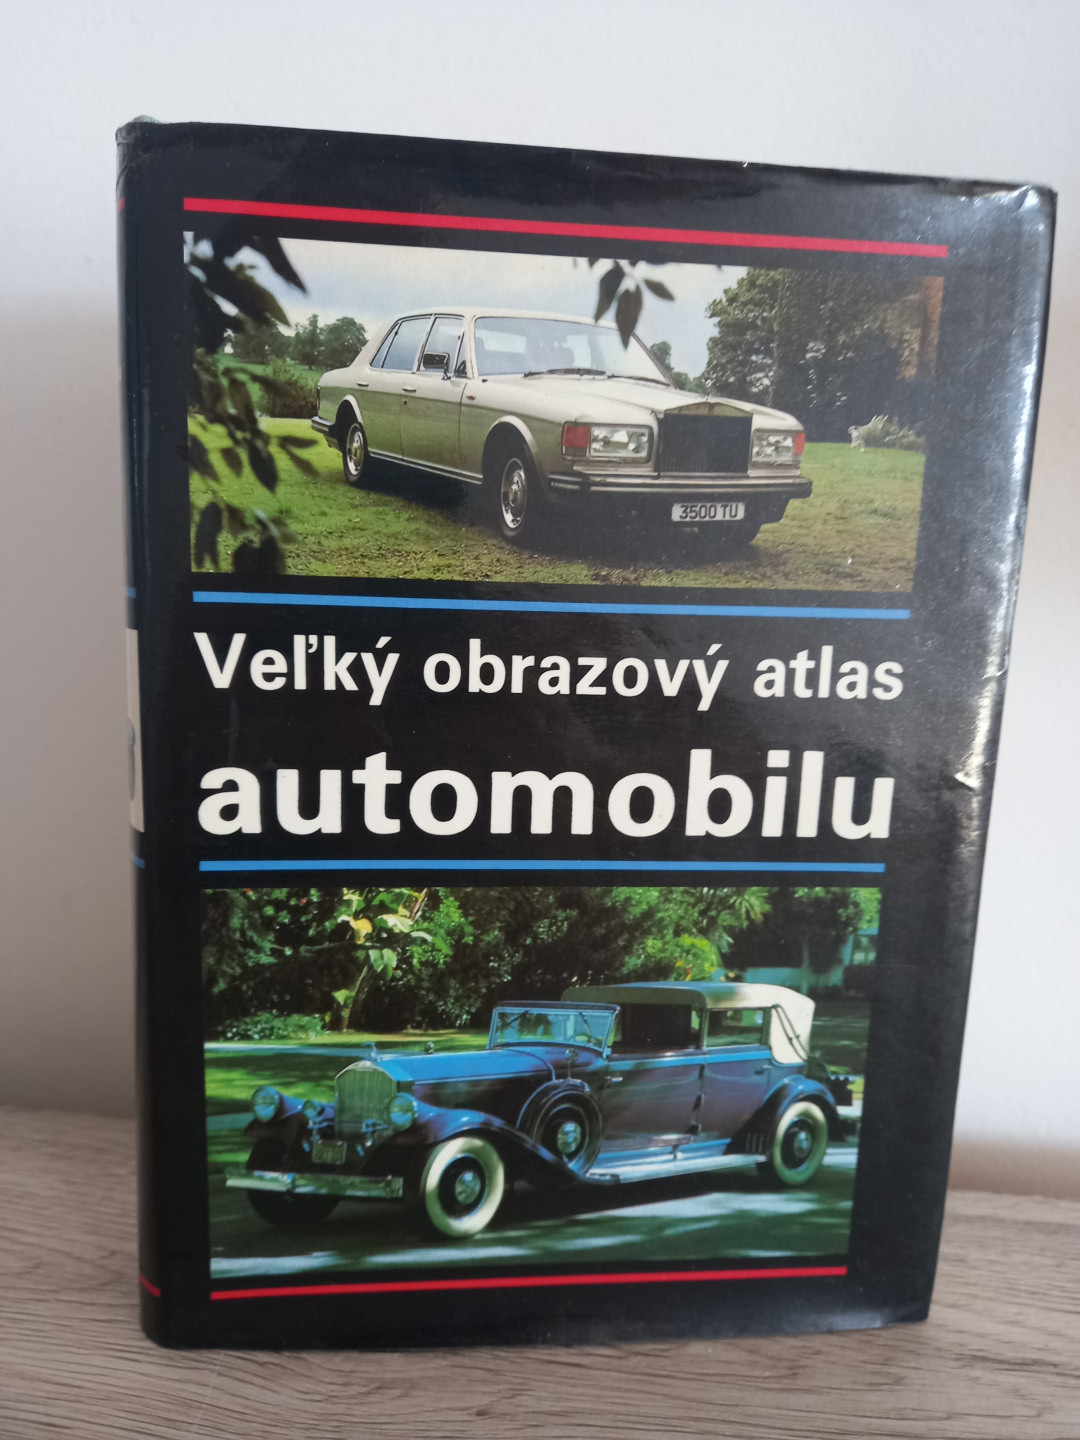 3500 TU
Veľký obrazový atlas
automobilu